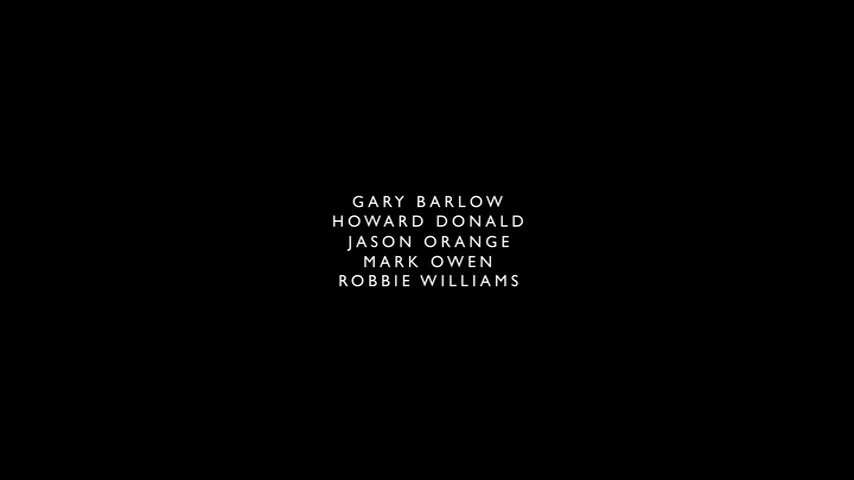 GARY BARLOW
HOWARD DONALD
JASON ORANGE
MARK OWEN
ROBBIE WILLIAMS